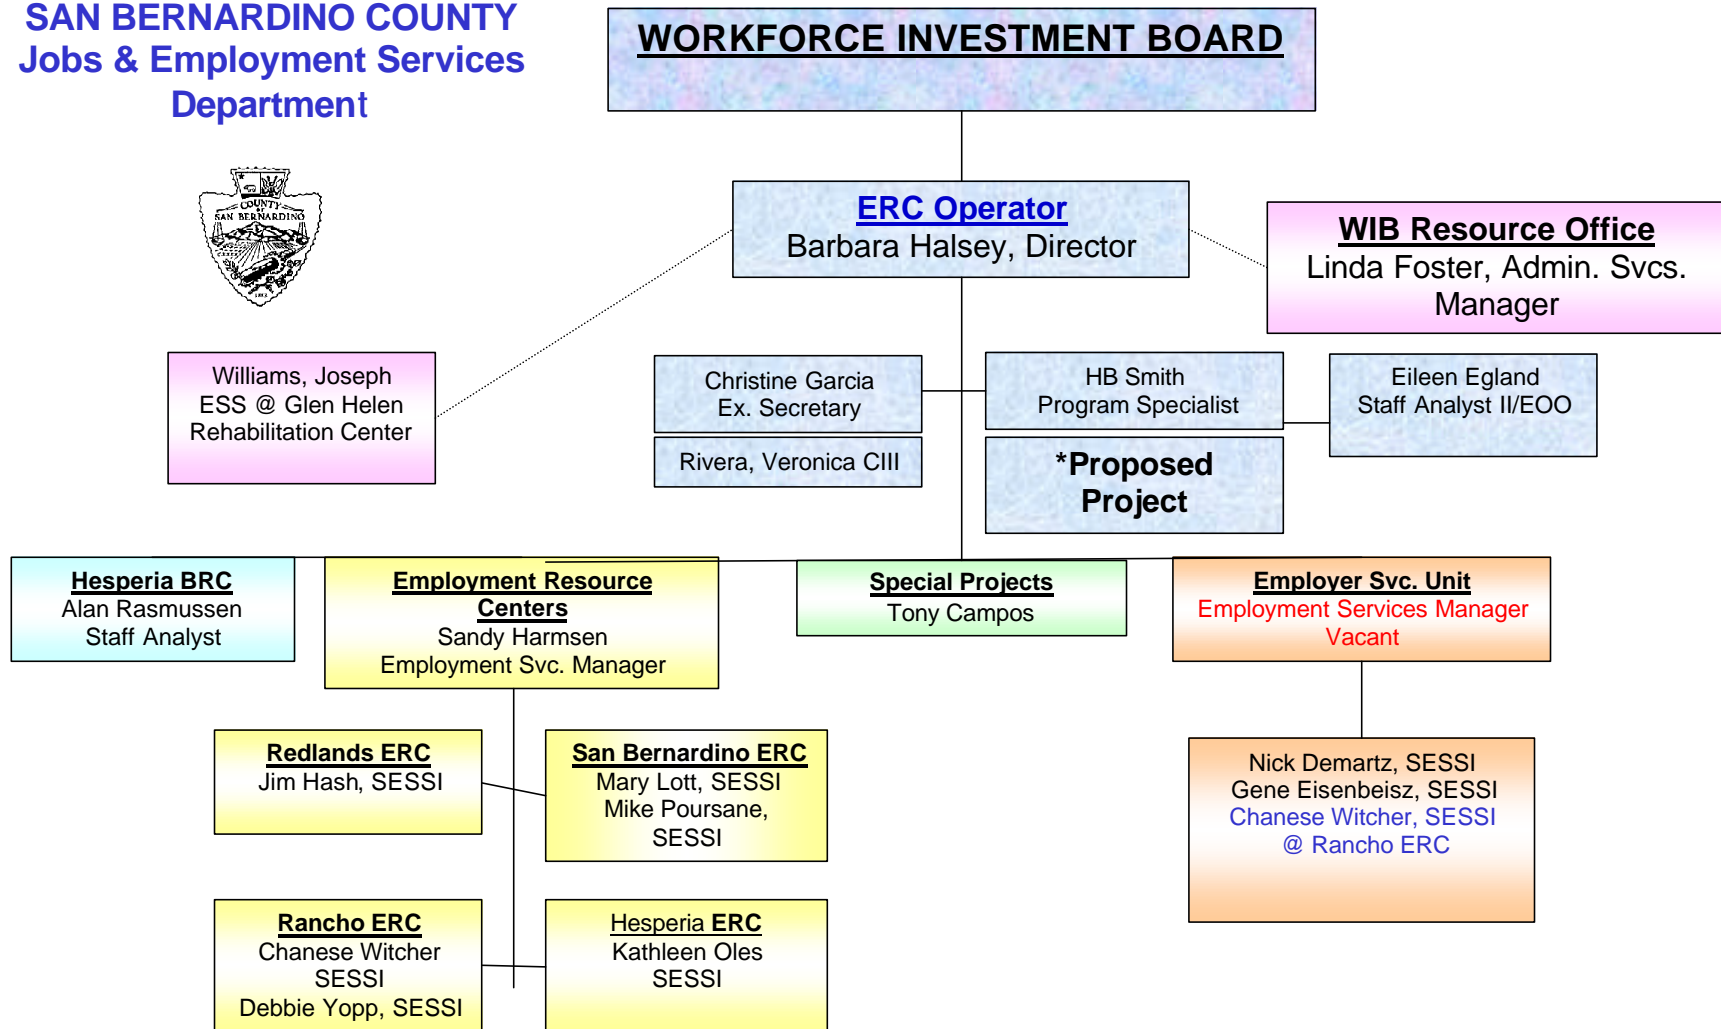 SAN BERNARDINO COUNTY
Jobs & Employment Services
Department
WORKFORCE INVESTMENT BOARD
COUNTY
OF
SAN BERNARDINO
ERC Operator
Barbara Halsey, Director
WIB Resource Office
Linda Foster, Admin. Svcs.
Manager
Williams, Joseph
ESS @ Glen Helen
Rehabilitation Center
Christine Garcia
Ex. Secretary
Rivera, Veronica CIII
HB Smith
Program Specialist
*Proposed
Project
Eileen Egland
Staff Analyst II/EOO
Hesperia BRC
Alan Rasmussen
Staff Analyst
Employment Resource
Centers
Sandy Harmsen
Employment Svc. Manager
Special Projects
Tony Campos
Employer Svc. Unit
Employment Services Manager
Vacant
Redlands ERC
Jim Hash, SESSI
San Bernardino ERC
Mary Lott, SESSI
Mike Poursane,
SESSI
Nick Demartz, SESSI
Gene Eisenbeisz, SESSI
Chanese Witcher, SESSI
@ Rancho ERC
Rancho ERC
Chanese Witcher
SESSI
Debbie Yopp, SESSI
Hesperia ERC
Kathleen Oles
SESSI